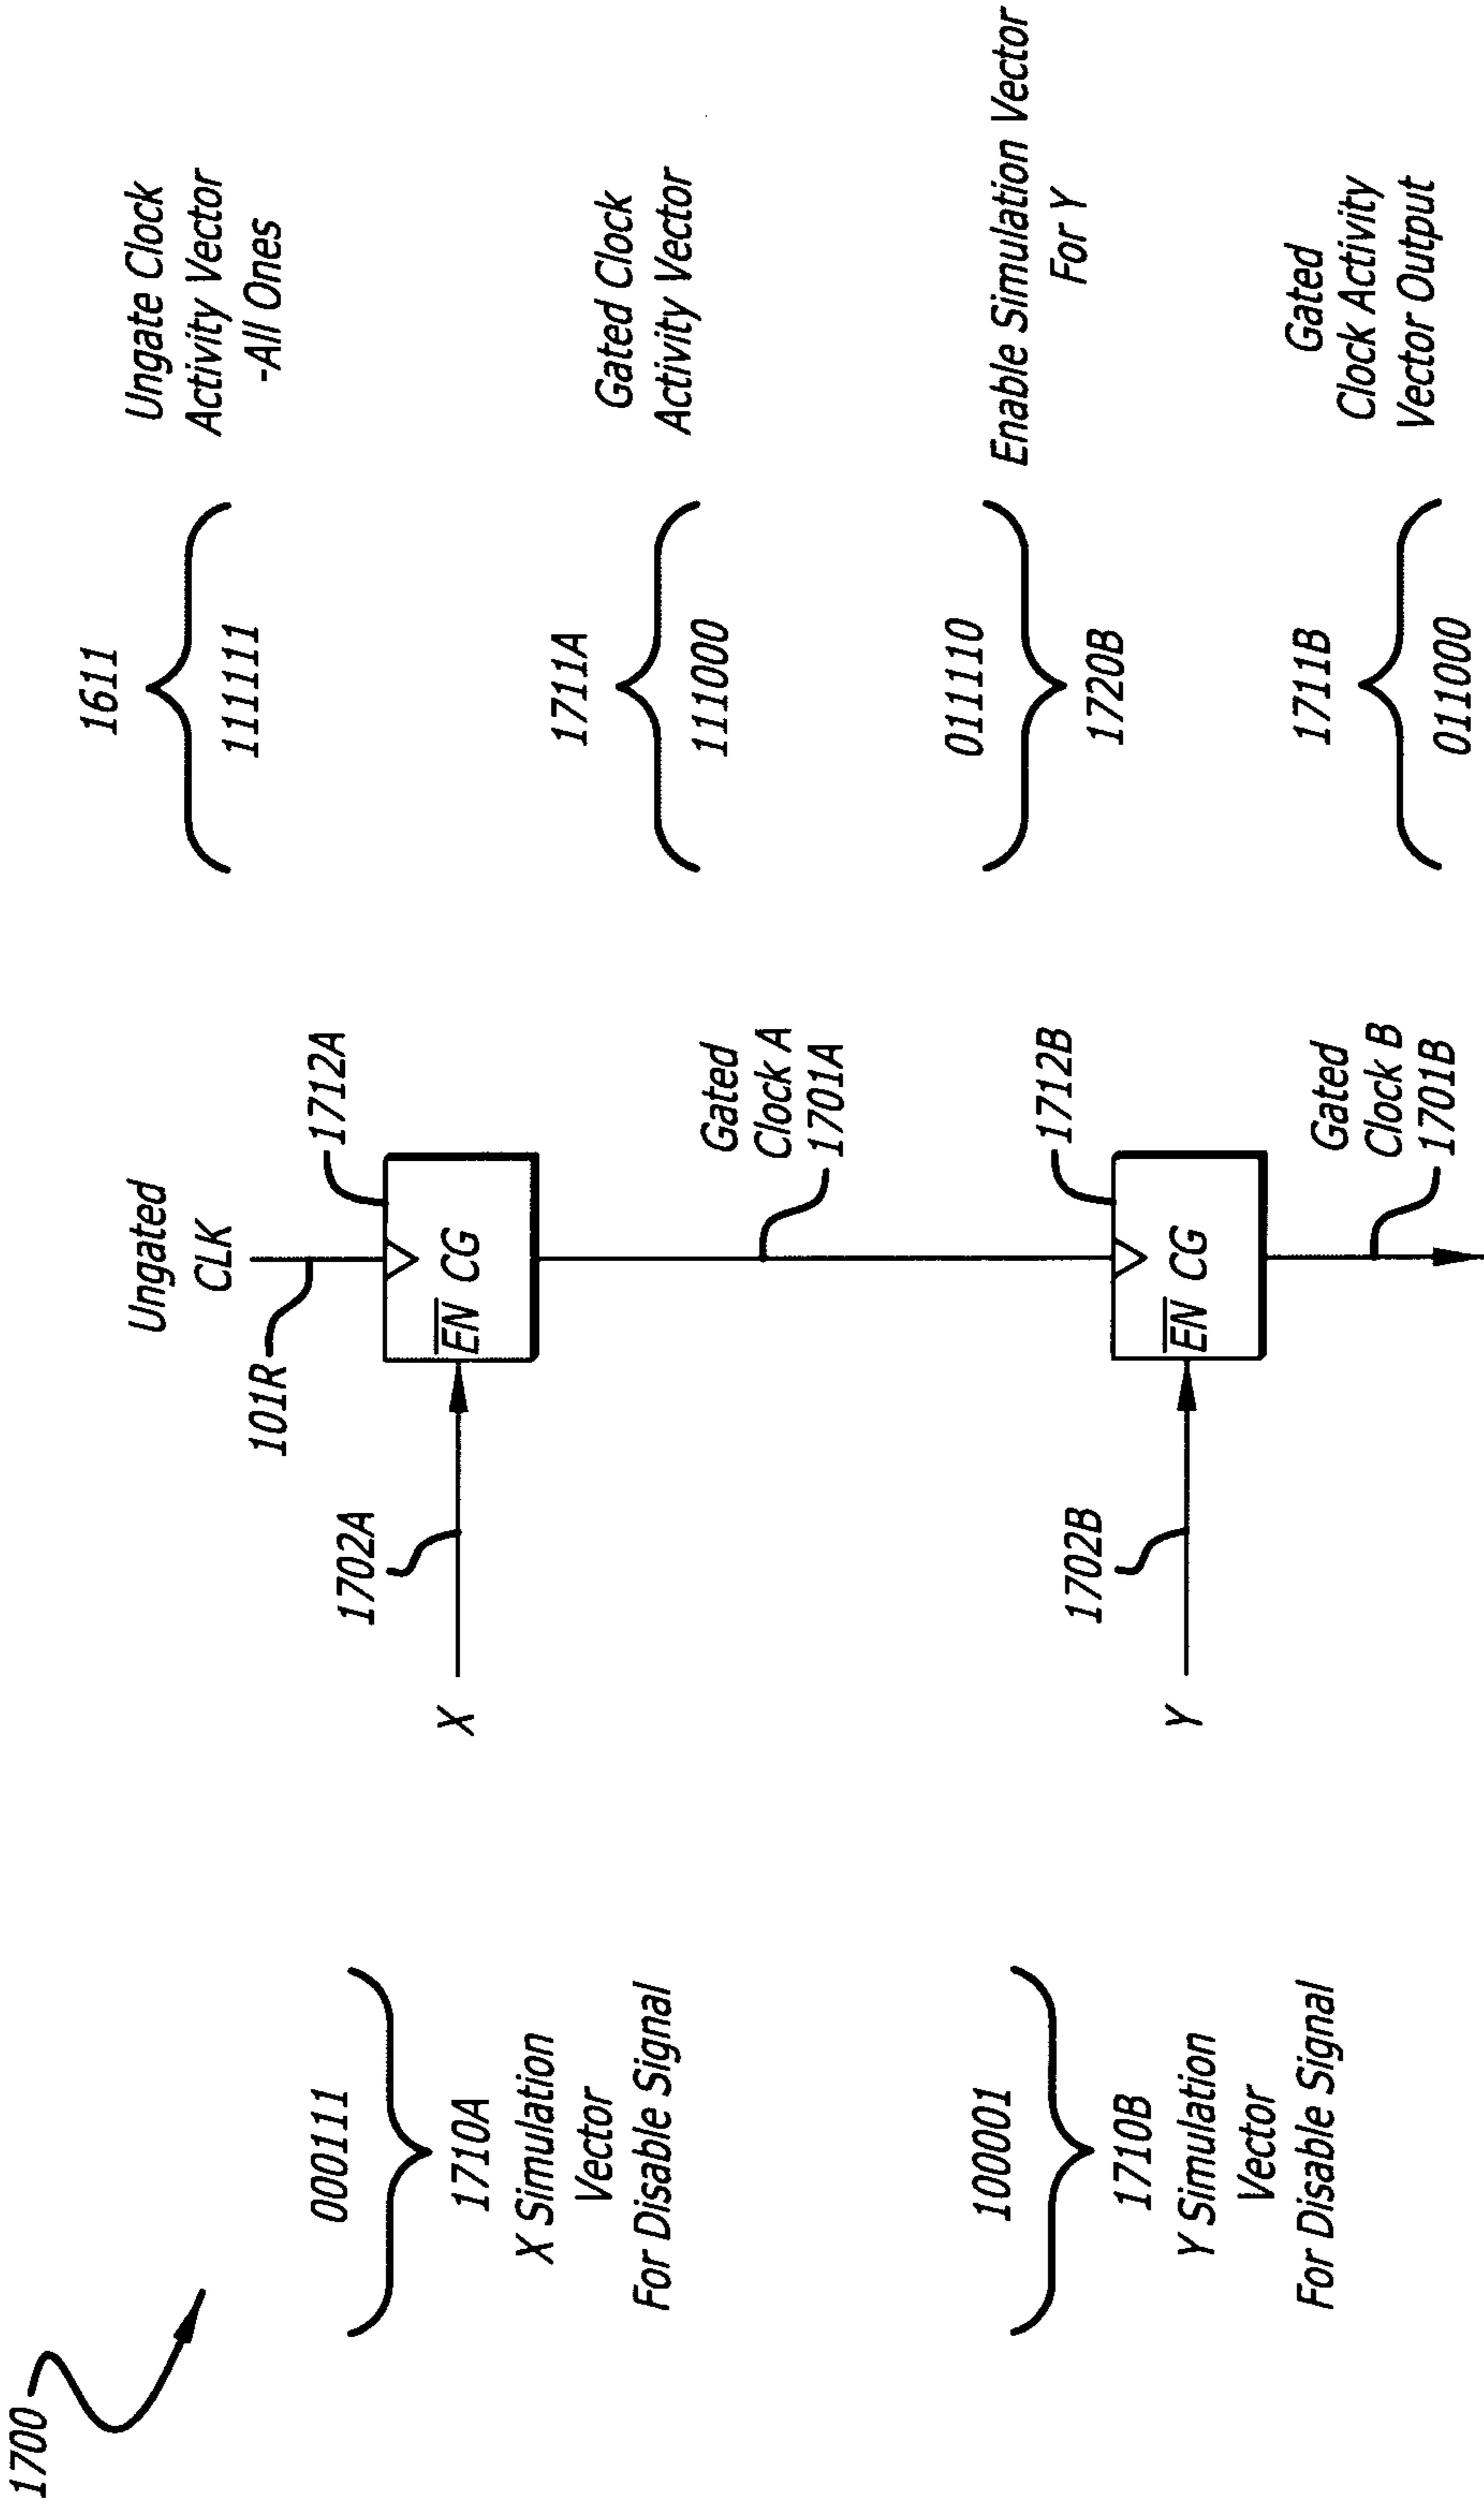 1700
000111
1710A
X Simulation
Vector
For Disable Signal
100001
1710B
Y Simulation
Vector
For Disable Signal
Ungated
CLK
101R
1702A
X
1712A
EN CG
Gated
Clock A
1701A
1702B
Y
1712B
EN CG
Gated
Clock B
1701B
1611
111111
Ungate Clock
Activity Vector
-All Ones
1711A
111000
Gated Clock
Activity Vector
011110
1720B
Enable Simulation Vector
For Y
1711B
011000
Gated
Clock Activity
Vector Output